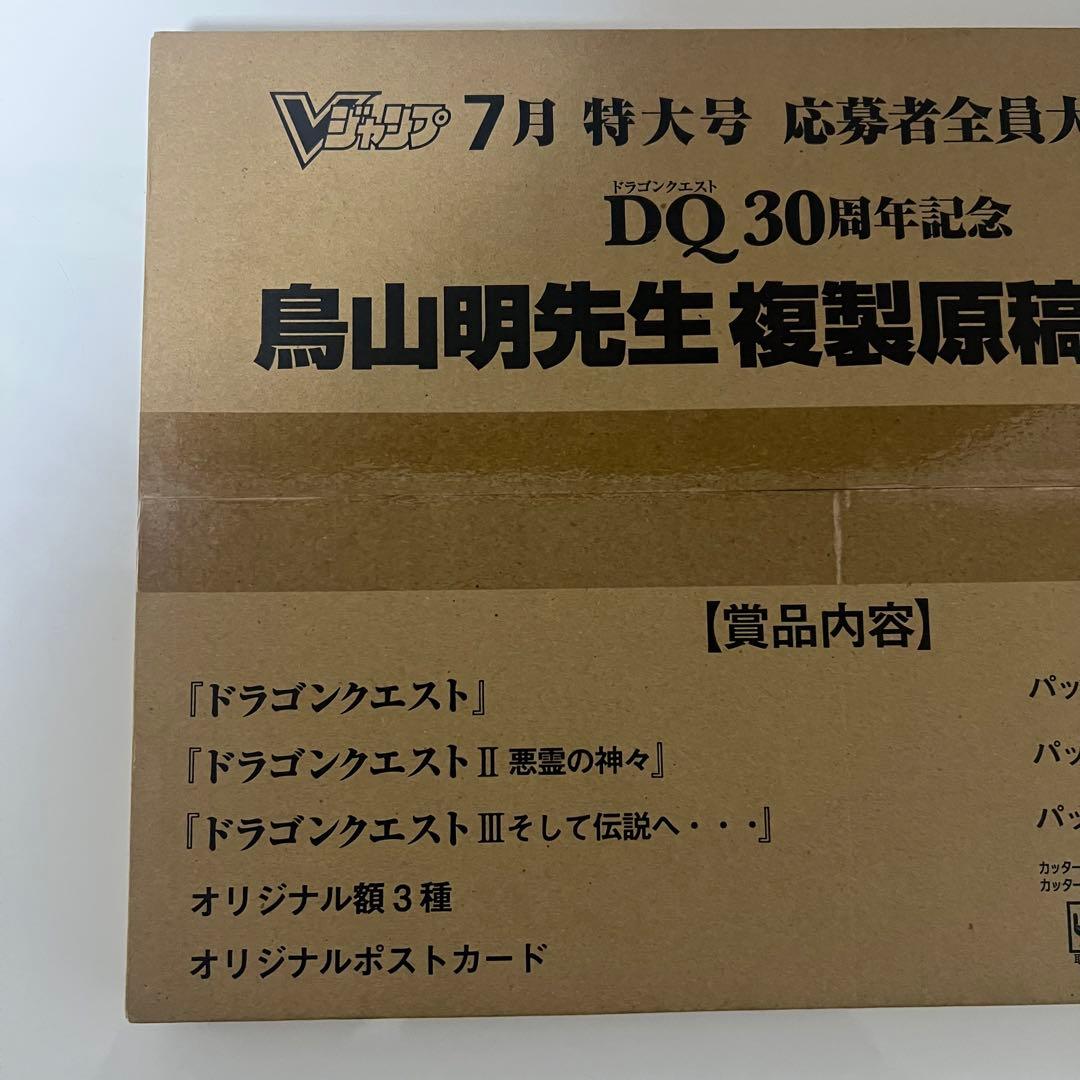 Vジャンプ 7月 特大号 応募者全員大
ドラゴンクエスト
DQ 30周年記念
鳥山明先生 複製原稿
【賞品内容】
『ドラゴンクエスト』 パッ
『ドラゴンクエストⅡ 悪霊の神々』 パッ
『ドラゴンクエストⅢ そして伝説へ・・・』 パッ
カッター
カッター
オリジナル額3種
オリジナルポストカード